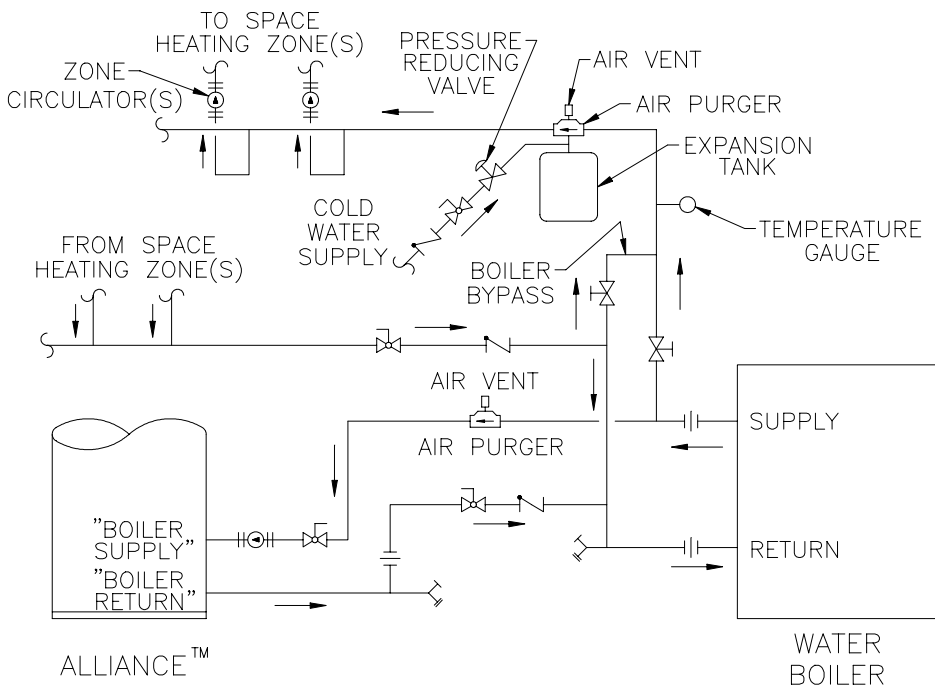 TO SPACE
HEATING ZONE(S)
ZONE
CIRCULATOR(S)
PRESSURE
REDUCING
VALVE
AIR VENT
AIR PURGER
EXPANSION
TANK
COLD
WATER
SUPPLY
TEMPERATURE
GAUGE
FROM SPACE
HEATING ZONE(S)
BOILER
BYPASS
AIR VENT
AIR PURGER
SUPPLY
RETURN
"BOILER
SUPPLY"
"BOILER
RETURN"
ALLIANCE™
WATER
BOILER